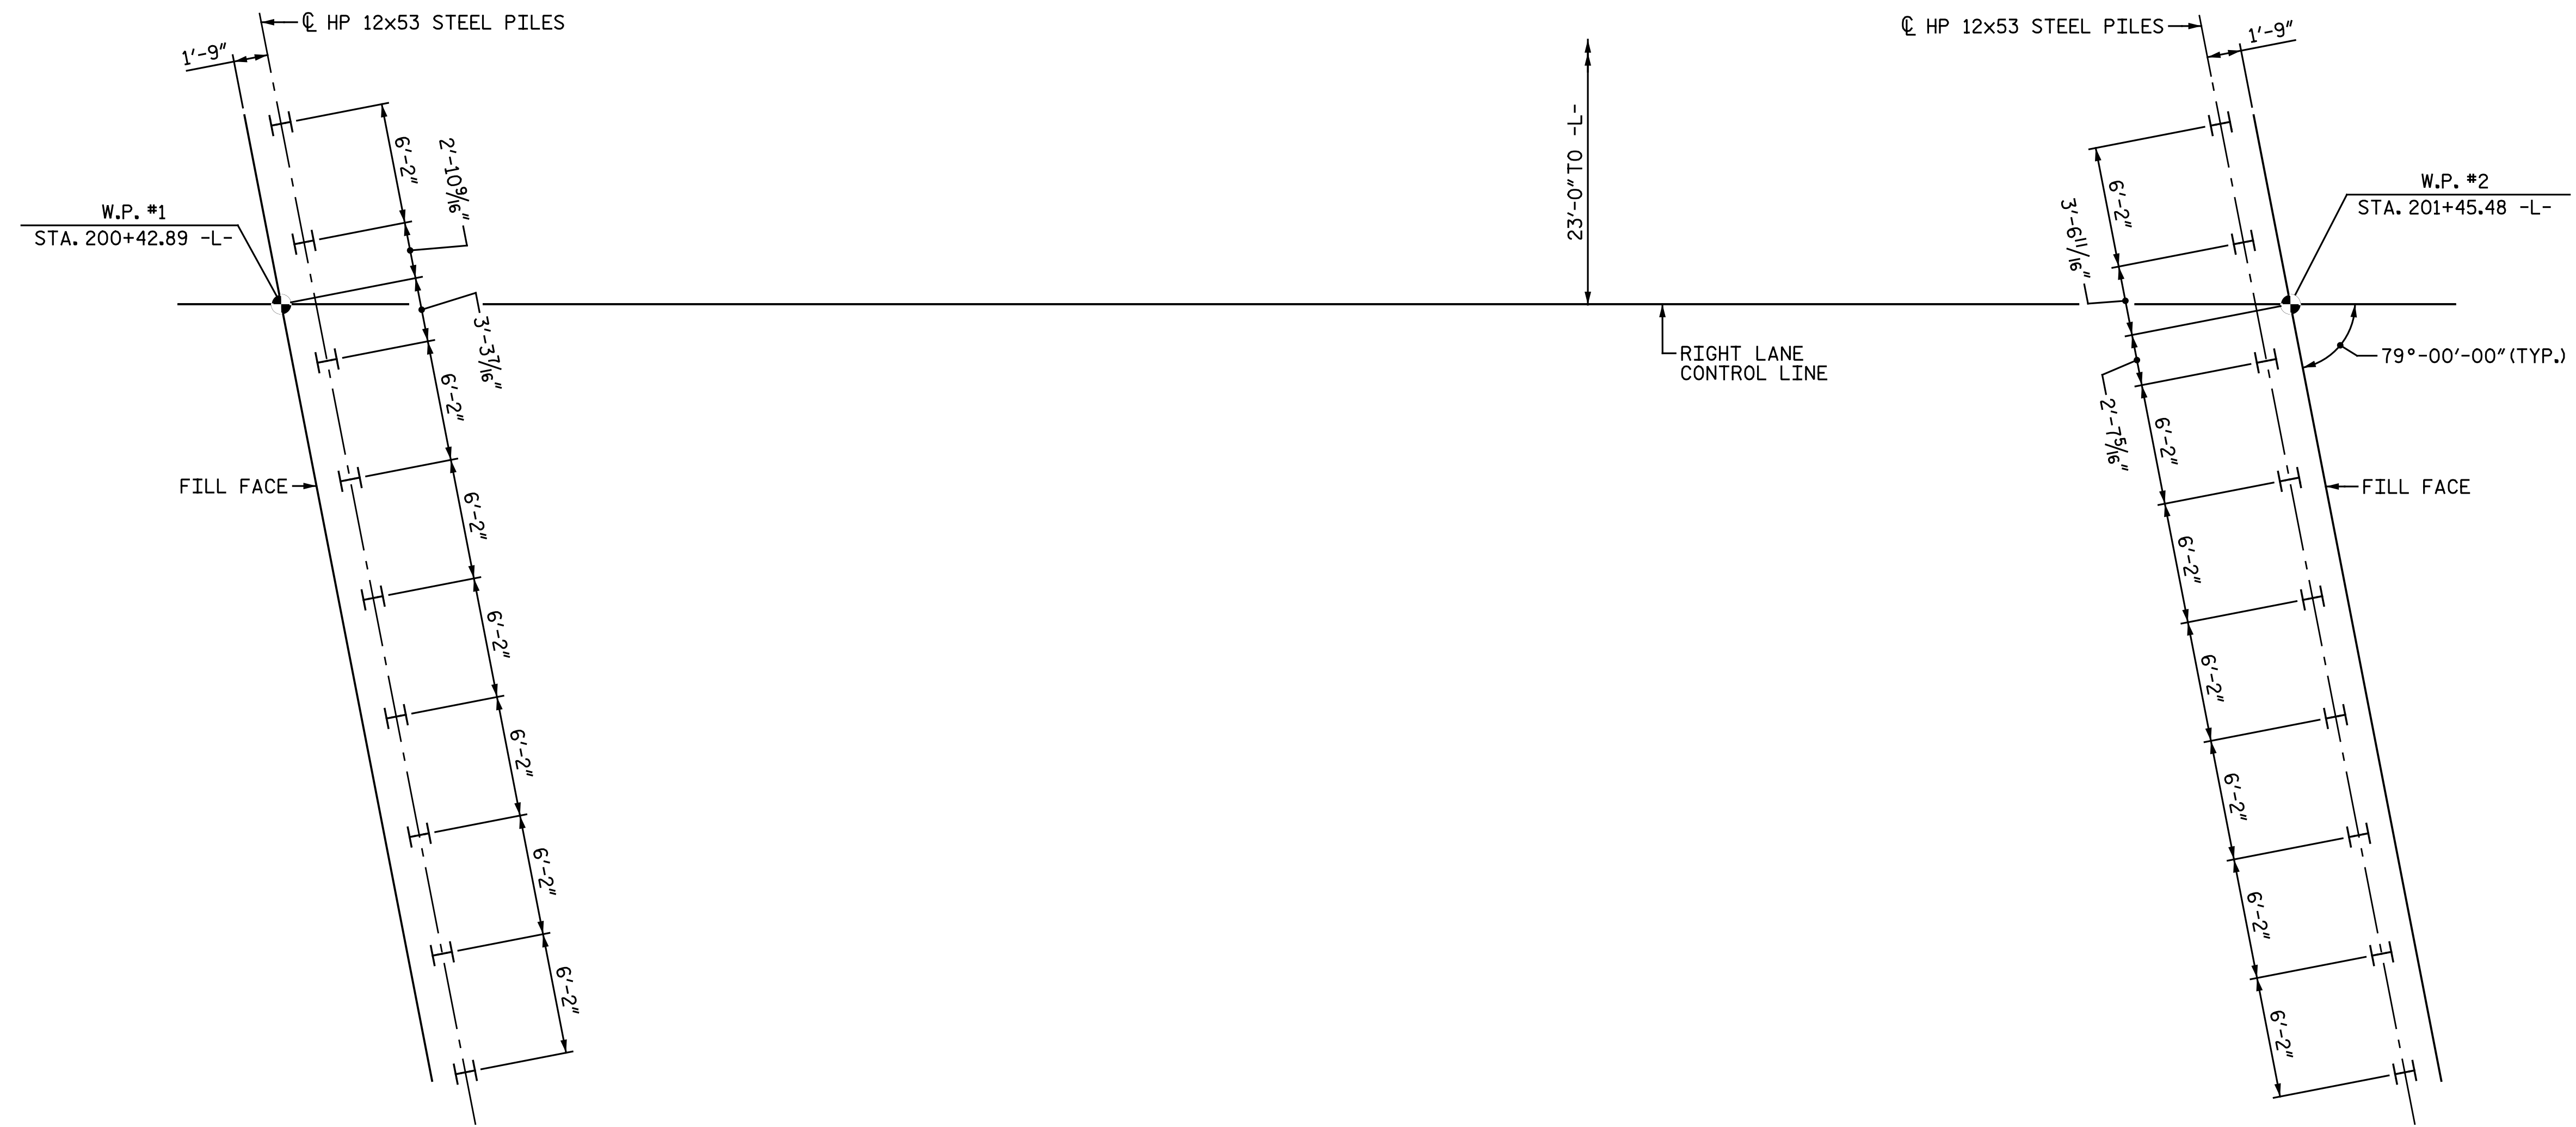 ℄ HP 12x53 STEEL PILES
1'-9"
6'-2"
2'-10 9/16"
W.P. #1
STA. 200+42.89 -L-
3'-3 7/16"
6'-2"
6'-2"
6'-2"
6'-2"
6'-2"
6'-2"
FILL FACE
23'-0" TO -L-
RIGHT LANE
CONTROL LINE
℄ HP 12x53 STEEL PILES
1'-9"
6'-2"
3'-6 11/16"
W.P. #2
STA. 201+45.48 -L-
79°-00'-00" (TYP.)
2'-7 5/16"
6'-2"
6'-2"
6'-2"
6'-2"
6'-2"
6'-2"
FILL FACE